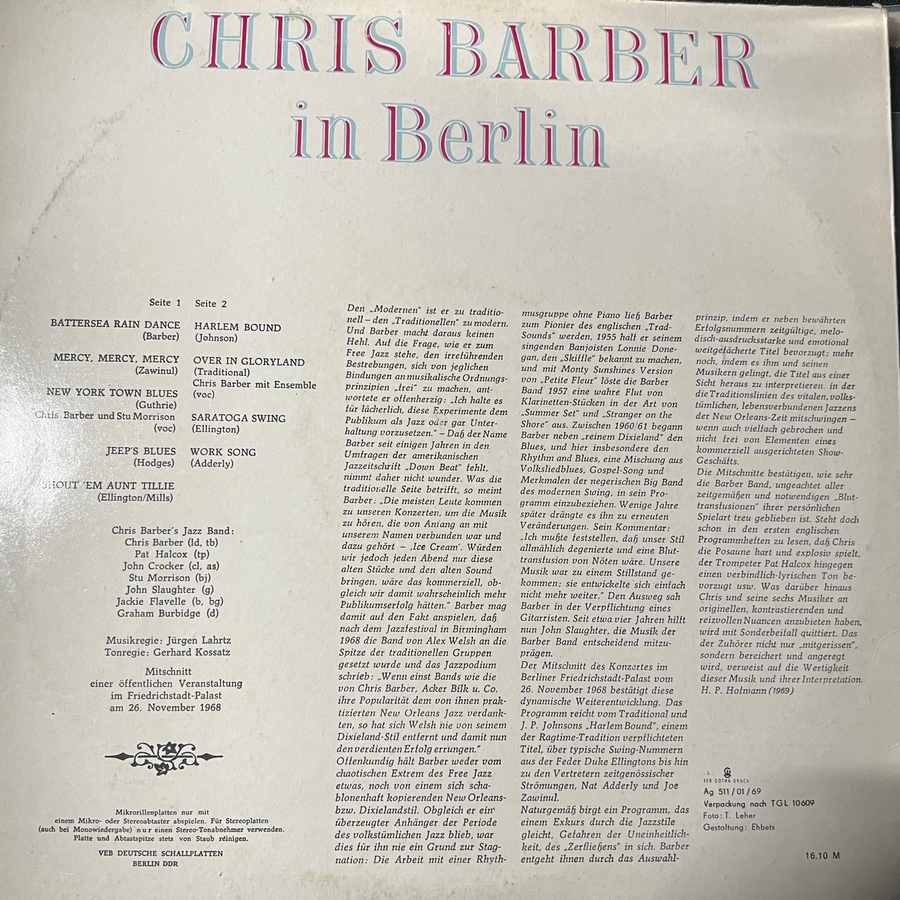 CHRIS BARBER
in Berlin
Seite 1 Seite 2
BATTERSEA RAIN DANCE
(Barber)
MERCY, MERCY, MERCY
(Zawinul)
NEW YORK TOWN BLUES
(Guthrie)
Chris Barber und Stu Morrison
(voc)
JEEP'S BLUES
(Hodges)
SHOUT 'EM AUNT TILLIE
(Ellington/Mills)
HARLEM BOUND
(Johnson)
OVER IN GLORYLAND
(Traditional)
Chris Barber mit Ensemble
(voc)
SARATOGA SWING
(Ellington)
WORK SONG
(Adderly)
Chris Barber's Jazz Band:
Chris Barber (ld, tb)
Pat Halcox (tp)
John Crocker (cl, as)
Stu Morrison (bj)
John Slaughter (g)
Jackie Flavelle (b, bg)
Graham Burbidge (d)
Musikregie: Jürgen Lahrtz
Tonregie: Gerhard Kossatz
Mitschnitt
einer öffentlichen Veranstaltung
im Friedrichstadt-Palast
am 26. November 1968
Mikrorillenplatten nur mit
einem Mikro- oder Stereoabtaster abspielen. Für Stereoplatten
(auch bei Monowiedergabe) nur einen Stereo-Tonabnehmer verwenden.
Platte und Abtastspitze stets von Staub reinigen.
VEB DEUTSCHE SCHALLPLATTEN
BERLIN DDR
Den „Modernen“ ist er zu traditio-
nell – den „Traditionellen“ zu modern.
Und Barber macht daraus keinen
Hehl. Auf die Frage, wie er zum
Free Jazz stehe, den irreführenden
Bestrebungen, sich von jeglichen
Bindungen an musikalische Ordnungs-
prinzipien „frei“ zu machen, ant-
wortete er offenherzig: „Ich halte es
für lächerlich, diese Experimente dem
Publikum als Jazz oder gar Unter-
haltung vorzusetzen.“ – Daß der Name
Barber seit einigen Jahren in den
Umfragen der amerikanischen
Jazzzeitschrift „Down Beat“ fehlt,
nimmt daher nicht wunder. Was die
traditionelle Seite betrifft, so meint
Barber: „Die meisten Leute kommen
zu unseren Konzerten, um die Musik
zu hören, die von Anfang an mit
unserem Namen verbunden war und
dazu gehört – ‚Ice Cream‘. Würden
wir jedoch jeden Abend nur diese
alten Stücke und den alten Sound
bringen, wäre das kommerziell, ob-
gleich wir damit wahrscheinlich mehr
Publikumserfolg hätten.“ Barber mag
damit auf den Fakt anspielen, daß
nach dem Jazzfestival in Birmingham
1968 die Band von Alex Welsh an die
Spitze der traditionellen Gruppen
gesetzt wurde und das Jazzpodium
schrieb: „Wenn einst Bands wie die
von Chris Barber, Acker Bilk u. Co.
ihre Popularität dem von ihnen prak-
tizierten New Orleans Jazz verdank-
ten, so hat sich Welsh nie von seinem
Dixieland-Stil entfernt und damit nun
den verdienten Erfolg errungen.“
Offenkundig hält Barber weder vom
chaotischen Extrem des Free Jazz
etwas, noch von einem sich scha-
blonenhaft kopierenden New Orleans-
bzw. Dixielandstil. Obgleich er ein
überzeugter Anhänger der Periode
des volkstümlichen Jazz blieb, war
dies für ihn nie ein Grund zur Stag-
nation: Die Arbeit mit einer Rhyth-
musgruppe ohne Piano ließ Barber
zum Pionier des englischen „Trad-
Sounds“ werden, 1955 half er seinem
singenden Banjoisten Lonnie Done-
gan, den „Skiffle“ bekannt zu machen,
und mit Monty Sunshines Version
von „Petite Fleur“ löste die Barber
Band 1957 eine wahre Flut von
Klarinetten-Stücken in der Art von
„Summer Set“ und „Stranger on the
Shore“ aus. Zwischen 1960/61 begann
Barber neben „reinem Dixieland“ den
Blues, und hier insbesondere den
Rhythm and Blues, eine Mischung aus
Volksliedblues, Gospel-Song und
Merkmalen der negerischen Big Band
des modernen Swing, in sein Pro-
gramm einzubeziehen. Wenige Jahre
später drängte es ihn zu erneuten
Veränderungen. Sein Kommentar:
„Ich mußte feststellen, daß unser Stil
allmählich degenierte und eine Blut-
transfusion von Nöten wäre. Unsere
Musik war zu einem Stillstand ge-
kommen; sie entwickelte sich einfach
nicht mehr weiter.“ Den Ausweg sah
Barber in der Verpflichtung eines
Gitarristen. Seit etwa vier Jahren hilft
nun John Slaughter, die Musik der
Barber Band entscheidend mitzu-
prägen.
Der Mitschnitt des Konzertes im
Berliner Friedrichstadt-Palast vom
26. November 1968 bestätigt diese
dynamische Weiterentwicklung. Das
Programm reicht vom Traditional und
J. P. Johnsons „Harlem Bound“, einem
der Ragtime-Tradition verpflichteten
Titel, über typische Swing-Nummern
aus der Feder Duke Ellingtons bis hin
zu den Vertretern zeitgenössischer
Strömungen, Nat Adderly und Joe
Zawinul.
Naturgemäß birgt ein Programm, das
einem Exkurs durch die Jazzstile
gleicht, Gefahren der Uneinheitlich-
keit, des „Zerfließens“ in sich. Barber
entgeht ihnen durch das Auswahl-
prinzip, indem er neben bewährten
Erfolgsnummern zeitgültige, melo-
disch-ausdrucksstarke und emotional
weitgefächerte Titel bevorzugt; mehr
noch, indem es ihm und seinen
Musikern gelingt, die Titel aus einer
Sicht heraus zu interpretieren, in der
die Traditionslinien des vitalen, volks-
tümlichen, lebensverbundenen Jazzens
der New Orleans-Zeit mitschwingen –
wenn auch vielfach gebrochen und
nicht frei von Elementen eines
kommerziell ausgerichteten Show-
Geschäfts.
Die Mitschnitte bestätigen, wie sehr
die Barber Band, ungeachtet aller
zeitgemäßen und notwendigen „Blut-
transfusionen“ ihrer persönlichen
Spielart treu geblieben ist. Steht doch
schon in den ersten englischen
Programmheften zu lesen, daß Chris
die Posaune hart und explosiv spielt,
der Trompeter Pat Halcox hingegen
einen verbindlich-lyrischen Ton be-
vorzugt usw. Was darüber hinaus
Chris und seine sechs Musiker an
originellen, kontrastierenden und
reizvollen Nuancen anzubieten haben,
wird mit Sonderbeifall quittiert. Das
der Zuhörer nicht nur „mitgerissen“,
sondern bereichert und angeregt
wird, verweist auf die Wertigkeit
dieser Musik und ihrer Interpretation.
H. P. Hofmann (1969)
VEB GOTHA DRUCK
Ag 511/01/69
Verpackung nach TGL 10609
Foto: T. Leher
Gestaltung: Ehbets
16,10 M